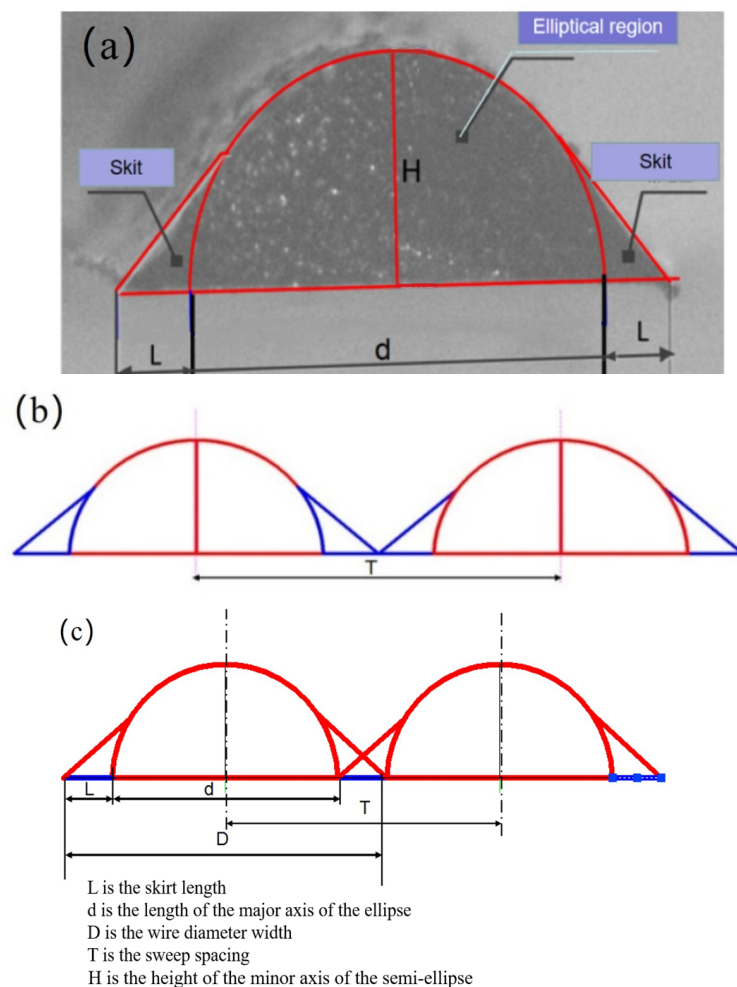 (a)
Elliptical region
Skit
H
Skit
L
d
L
(b)
T
(c)
L
d
T
D
L is the skirt length
d is the length of the major axis of the ellipse
D is the wire diameter width
T is the sweep spacing
H is the height of the minor axis of the semi-ellipse